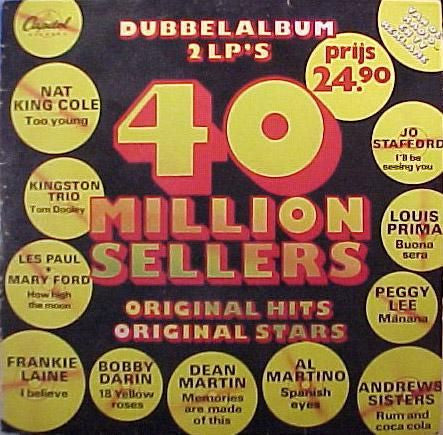 Capitol
DUBBELALBUM
2 LP'S
prijs
24.90
NAT
KING COLE
Too young
40
JO
STAFFORD
I'll be
seeing you
KINGSTON
TRIO
Tom Dooley
MILLION
SELLERS
LOUIS
PRIMA
Buona
sera
LES PAUL
*
MARY FORD
How high
the moon
PEGGY
LEE
Mãnana
ORIGINAL HITS
ORIGINAL STARS
FRANKIE
LAINE
I believe
BOBBY
DARIN
18 Yellow
roses
DEAN
MARTIN
Memories
are made
of this
AL
MARTINO
Spanish
eyes
ANDREWS
SISTERS
Rum and
coca cola